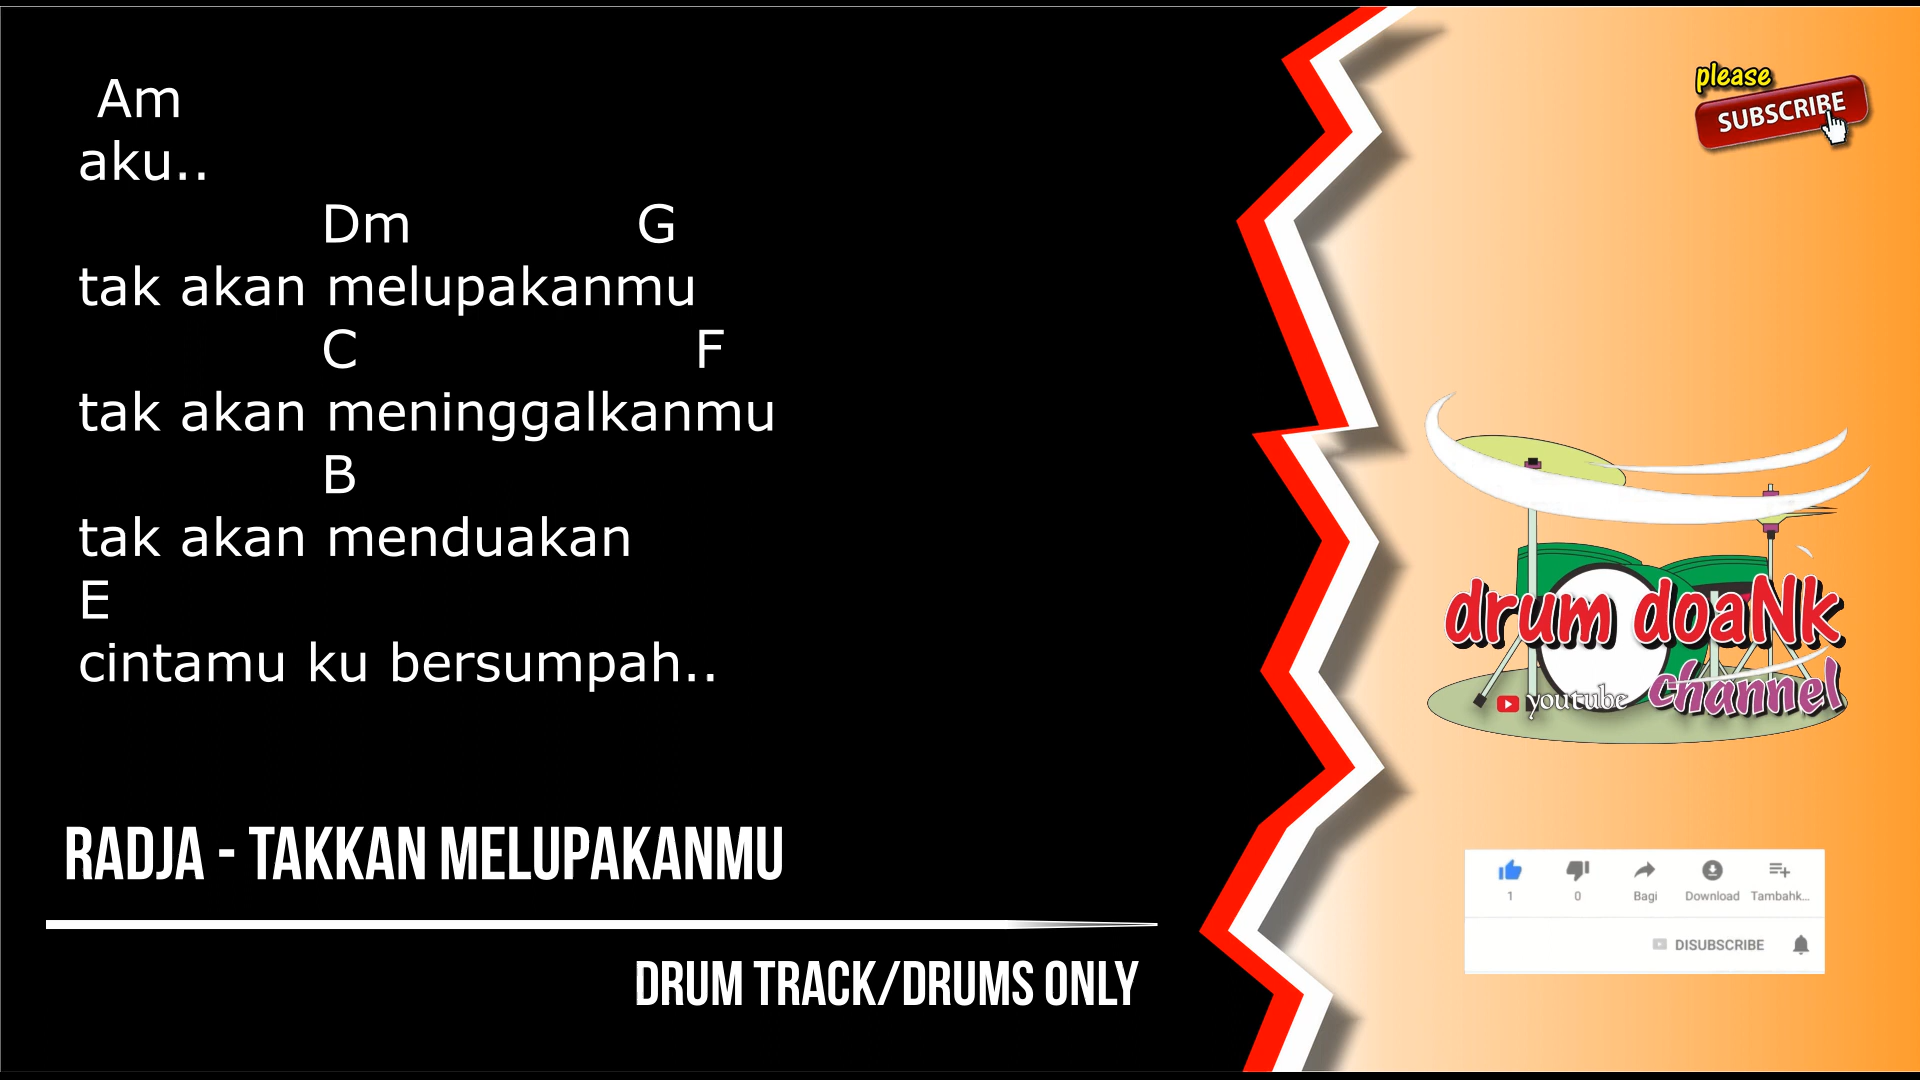 Am
aku..
Dm G
tak akan melupakanmu
C F
tak akan meninggalkanmu
B
tak akan menduakan
E
cintamu ku bersumpah..
RADJA - TAKKAN MELUPAKANMU
DRUM TRACK/DRUMS ONLY
please
SUBSCRIBE
drum doaNk
youtube channel
1 0 Bagi Download Tambahk...
DISUBSCRIBE